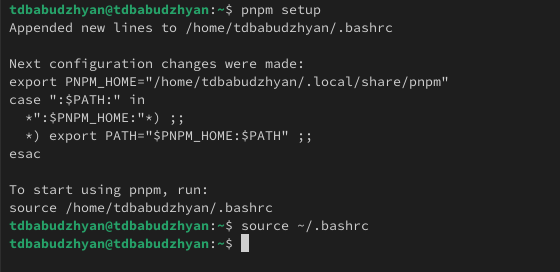 tdbabudzhyan@tdbabudzhyan:~$ pnpm setup
Appended new lines to /home/tdbabudzhyan/.bashrc

Next configuration changes were made:
export PNPM_HOME="/home/tdbabudzhyan/.local/share/pnpm"
case ":$PATH:" in
  *":$PNPM_HOME:"*) ;;
  *) export PATH="$PNPM_HOME:$PATH" ;;
esac

To start using pnpm, run:
source /home/tdbabudzhyan/.bashrc
tdbabudzhyan@tdbabudzhyan:~$ source ~/.bashrc
tdbabudzhyan@tdbabudzhyan:~$